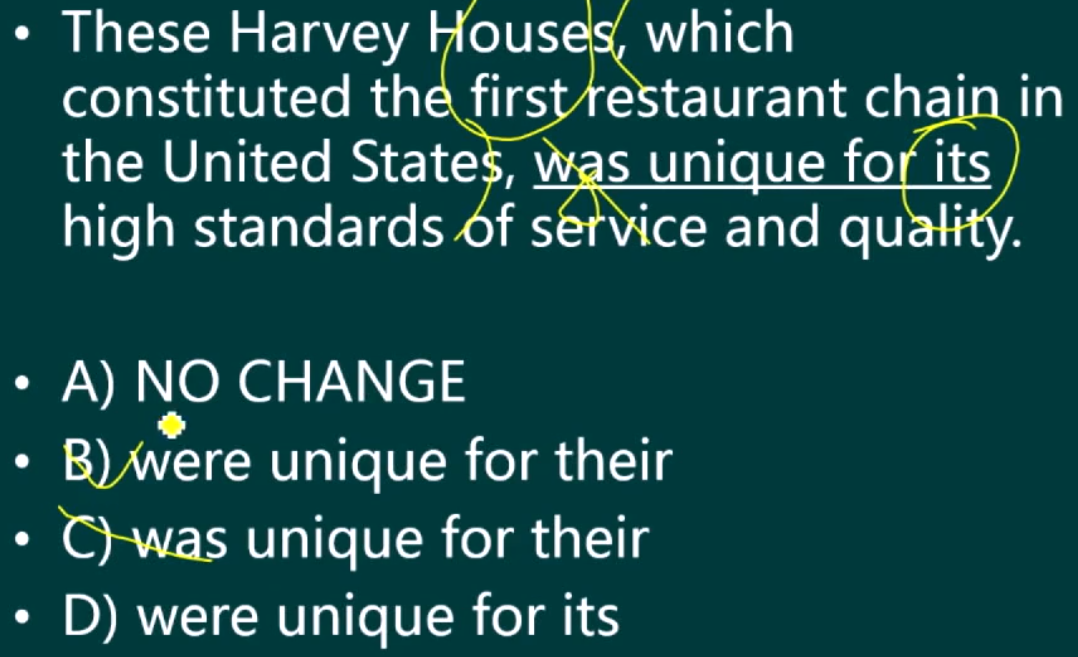 • These Harvey Houses, which
constituted the first restaurant chain in
the United States, was unique for its
high standards of service and quality.
• A) NO CHANGE
• B) were unique for their
• C) was unique for their
• D) were unique for its